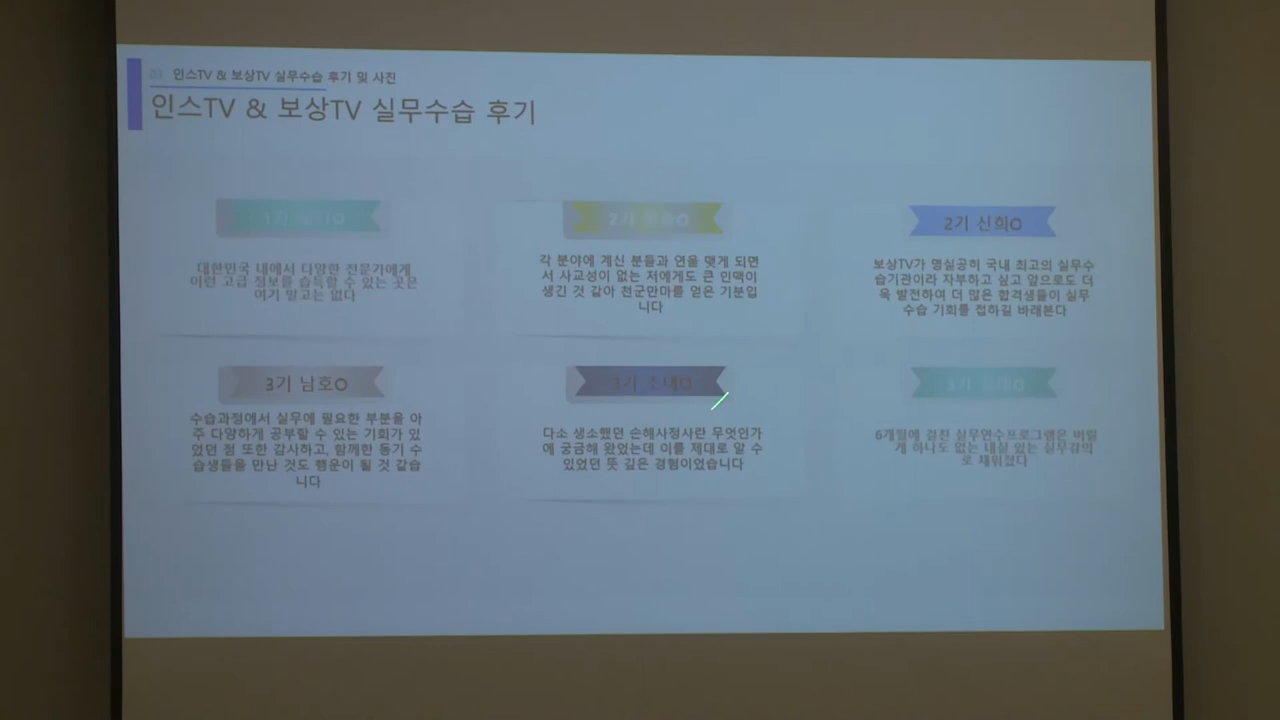 인스TV & 보상TV 실무수습 후기 및 사진
인스TV & 보상TV 실무수습 후기
1기
대한민국 내에서 다양한 전문가에게
이런 고급 정보를 습득할 수 있는 곳은
여기 말고는 없다
2기
각 분야에 계신 분들과 연을 맺게 되면
서 사교성이 없는 저에게도 큰 인맥이
생긴 것 같아 천군만마를 얻은 기분입
니다
2기 신희O
보상TV가 명실공히 국내 최고의 실무수
습기관이라 자부하고 싶고 앞으로도 더
욱 발전하여 더 많은 합격생들이 실무
수습 기회를 접하길 바래본다
3기 남호O
수습과정에서 실무에 필요한 부분을 아
주 다양하게 공부할 수 있는 기회가 있
었던 점 또한 감사하고, 함께한 동기 수
습생들을 만난 것도 행운이 될 것 같습
니다
다소 생소했던 손해사정사란 무엇인가
에 궁금해 왔었는데 이를 제대로 알 수
있었던 뜻 깊은 경험이었습니다
6개월에 걸친 실무연수프로그램은 버릴
게 하나도 없는 내실 있는 실무강의
로 채워졌다